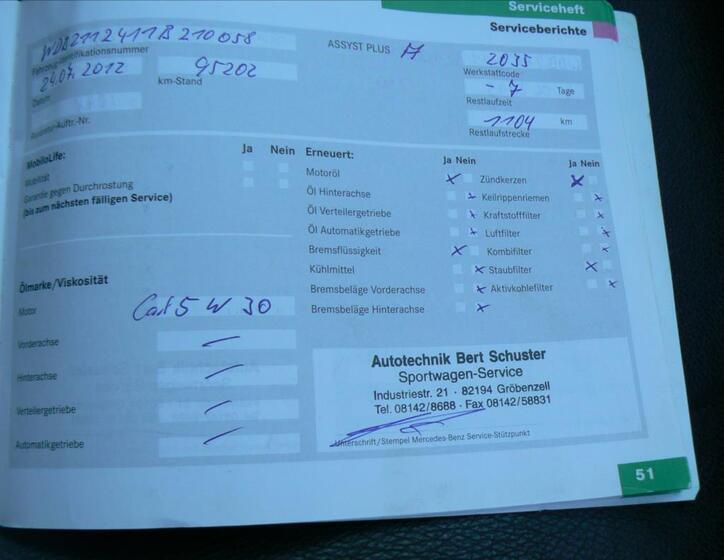 Serviceheft
Serviceberichte
WDB2112411B210058
Fahrzeug-Identifikationsnummer
ASSYST PLUS H
2035
Werkstattcode
24.07.2012
Datum
95202
km-Stand
- 7 Tage
Restlaufzeit
1104 km
Restlaufstrecke
Reparatur-Auftr.-Nr.
Ja Nein
MobiloLife:
Mobilität
Garantie gegen Durchrostung
(bis zum nächsten fälligen Service)
Erneuert:
Ja Nein
Ja Nein
Motoröl x
Zündkerzen x
Öl Hinterachse x
Keilrippenriemen x
Öl Verteilergetriebe x
Kraftstofffilter x
Öl Automatikgetriebe x
Luftfilter x
Bremsflüssigkeit x
Kombifilter x
Kühlmittel x
Staubfilter x
Bremsbeläge Vorderachse x
Aktivkohlefilter x
Bremsbeläge Hinterachse x
Ölmarke/Viskosität
Motor Cast 5 W 30
Vorderachse —
Hinterachse —
Verteilergetriebe —
Automatikgetriebe —
Autotechnik Bert Schuster
Sportwagen-Service
Industriestr. 21 · 82194 Gröbenzell
Tel. 08142/8688 · Fax 08142/58831
Unterschrift/Stempel Mercedes-Benz Service-Stützpunkt
51